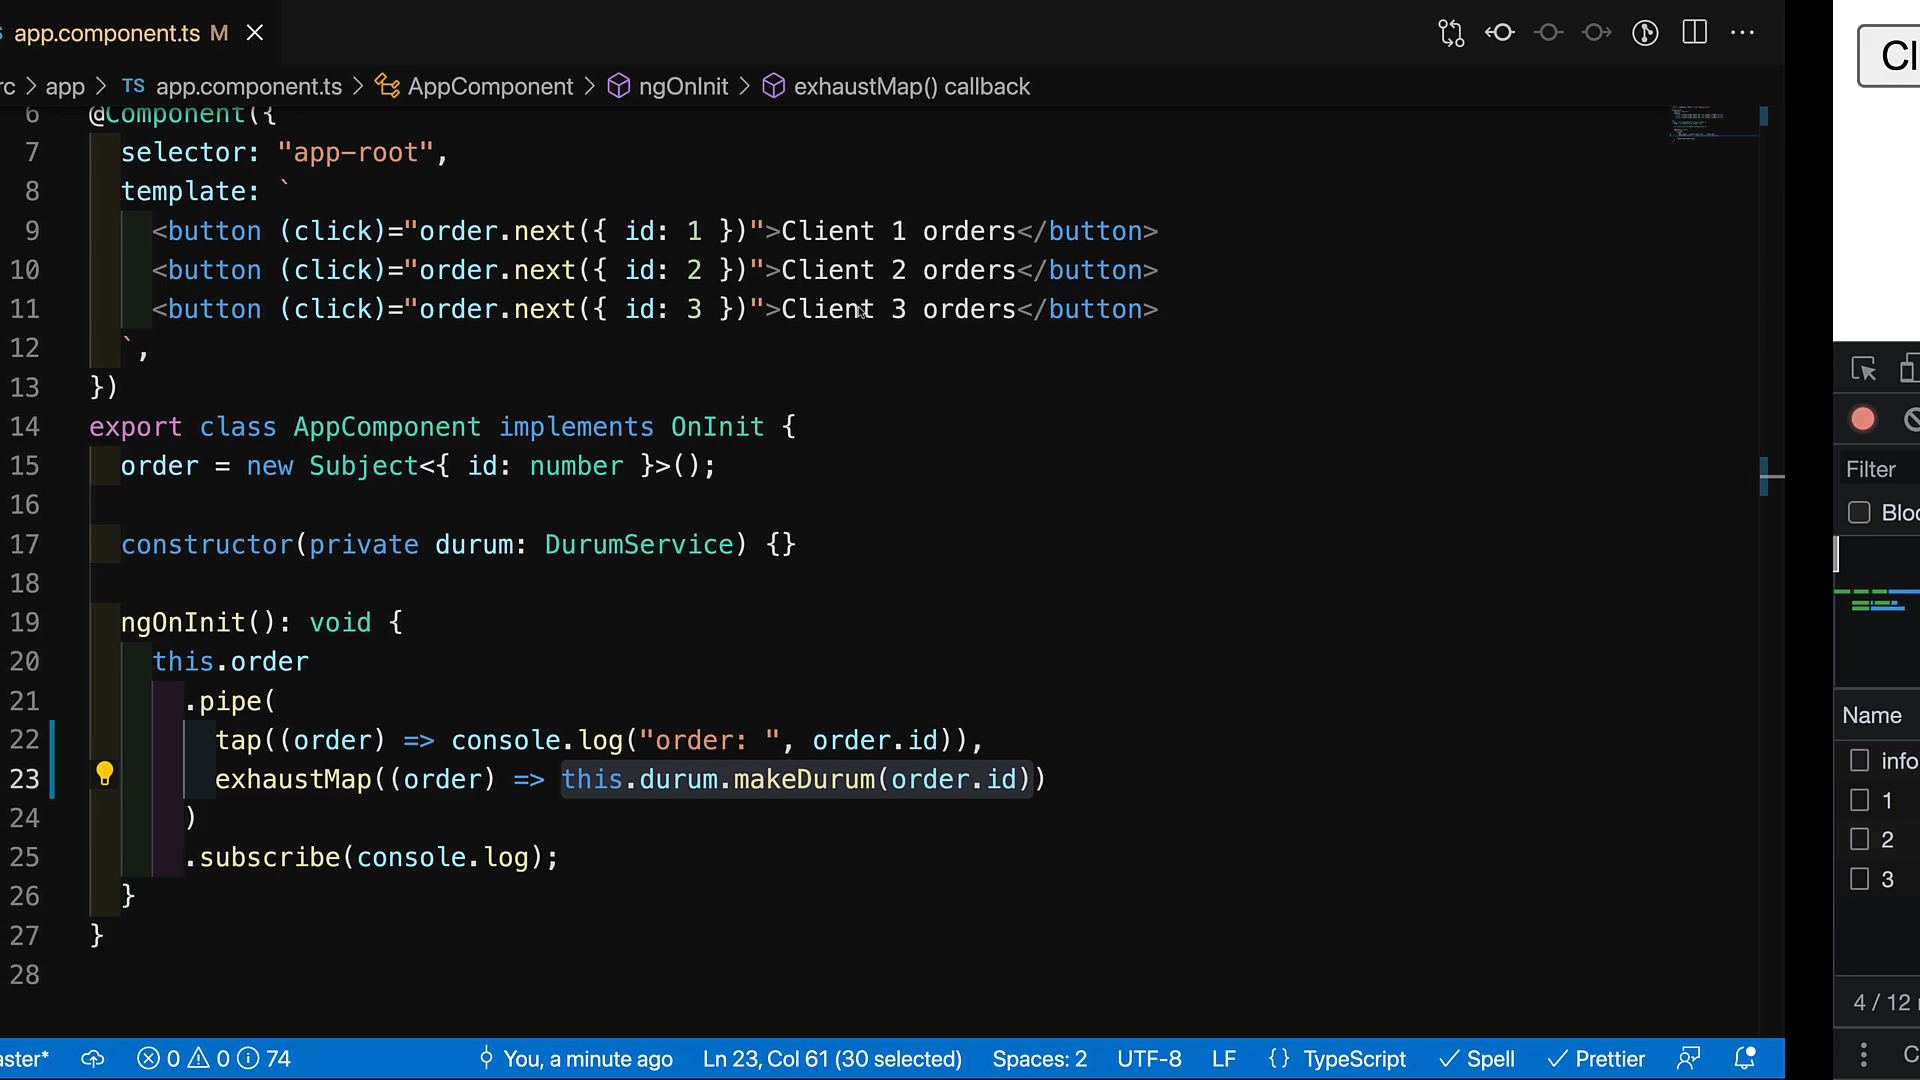 app.component.ts M
app > TS app.component.ts > AppComponent > ngOnInit > exhaustMap() callback
6 @Component({
7 selector: "app-root",
8 template: `
9 <button (click)="order.next({ id: 1 })">Client 1 orders</button>
10 <button (click)="order.next({ id: 2 })">Client 2 orders</button>
11 <button (click)="order.next({ id: 3 })">Client 3 orders</button>
12 `,
13 })
14 export class AppComponent implements OnInit {
15 order = new Subject<{ id: number }>();
16
17 constructor(private durum: DurumService) {}
18
19 ngOnInit(): void {
20 this.order
21 .pipe(
22 tap((order) => console.log("order: ", order.id)),
23 exhaustMap((order) => this.durum.makeDurum(order.id))
24 )
25 .subscribe(console.log);
26 }
27 }
28
aster* 0 0 74 You, a minute ago Ln 23, Col 61 (30 selected) Spaces: 2 UTF-8 LF {} TypeScript Spell Prettier
Cl
Filter
Bloc
Name
info
1
2
3
4 / 12
C